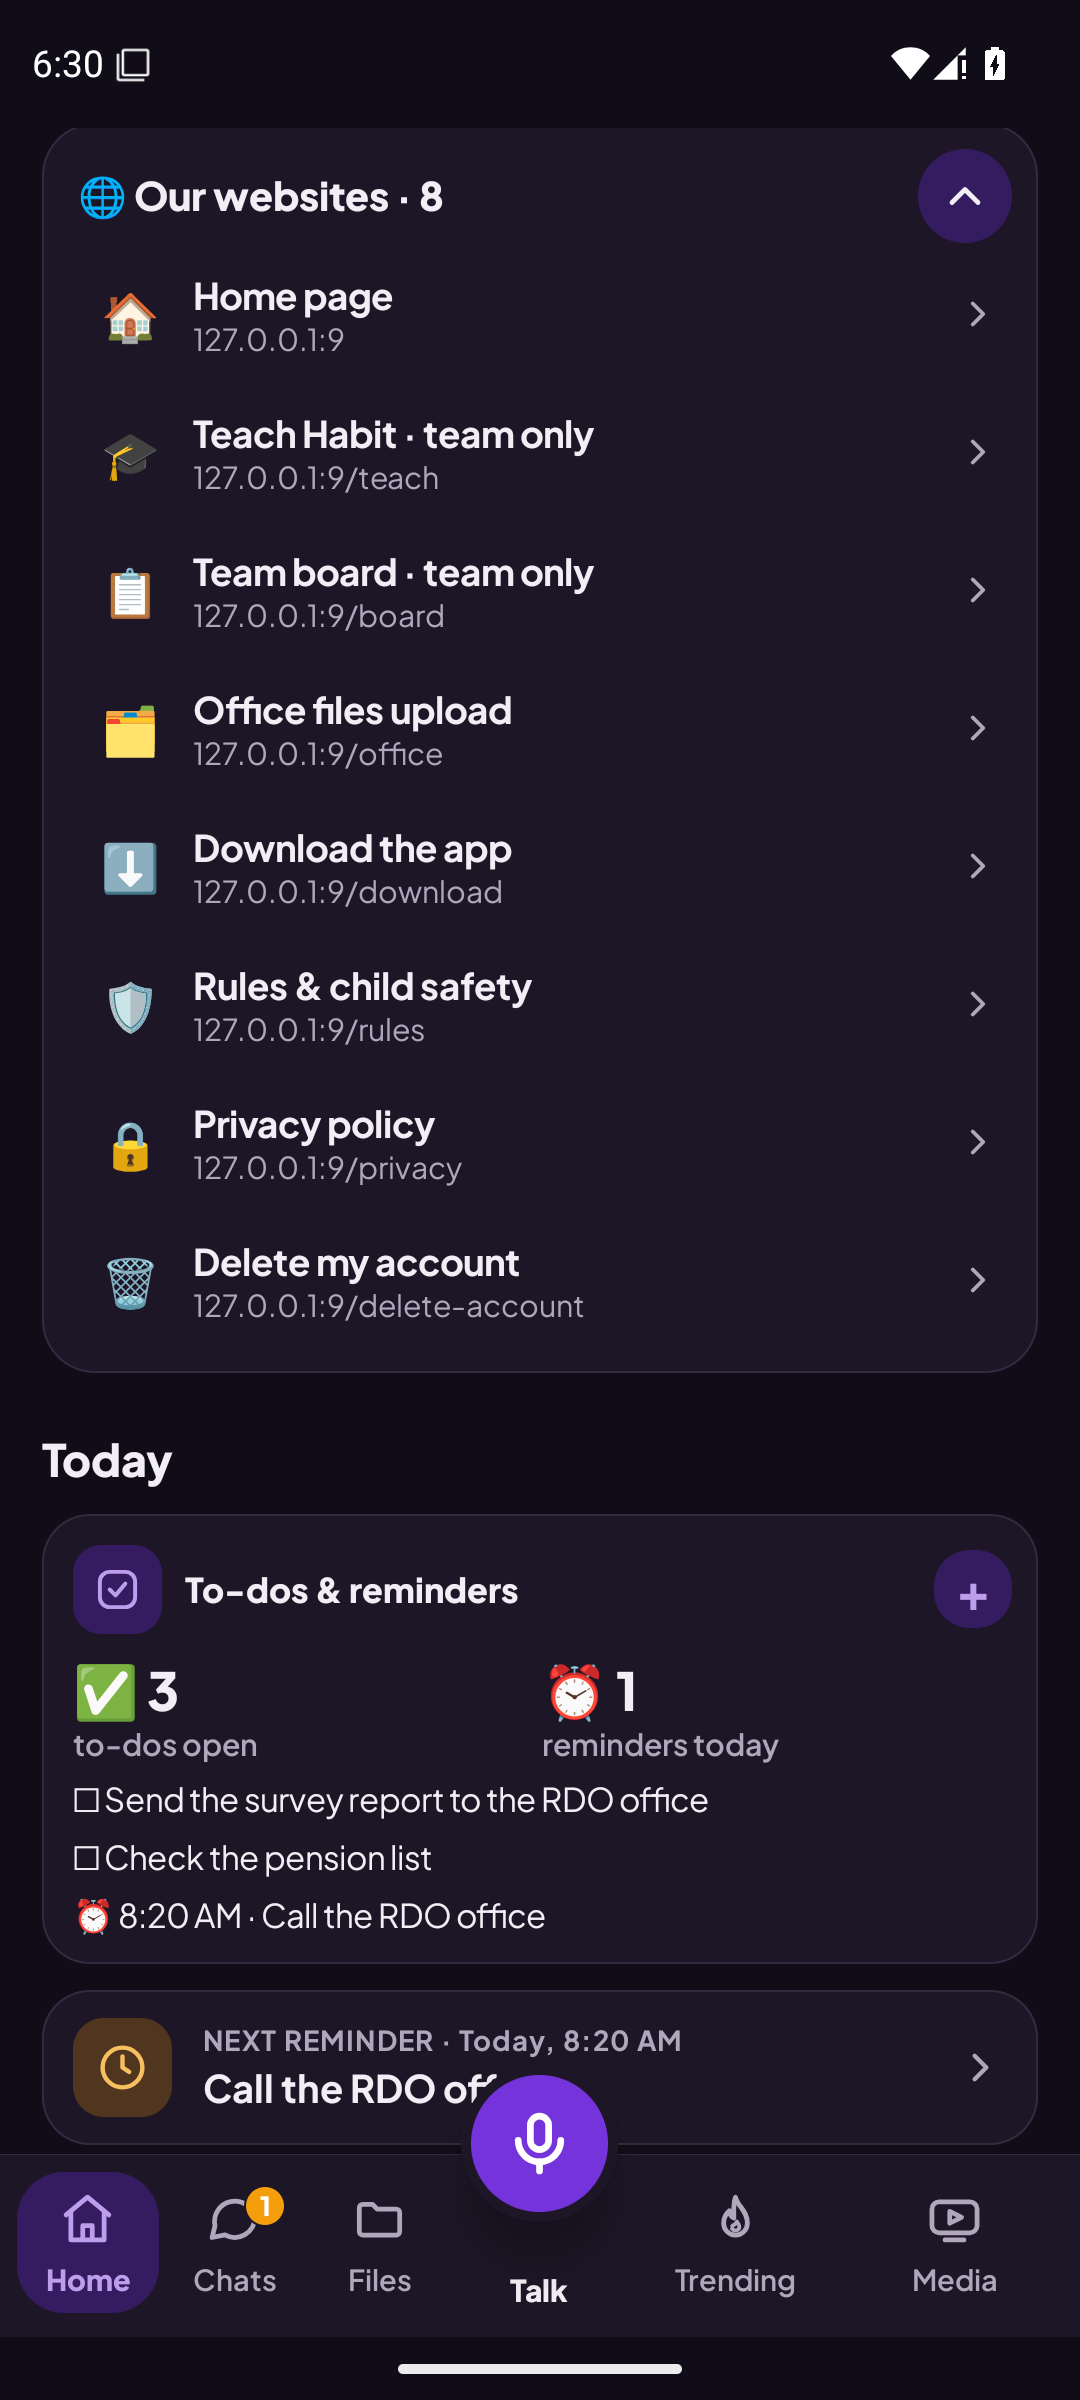 6:30
🌐 Our websites · 8
Home page
127.0.0.1:9
Teach Habit · team only
127.0.0.1:9/teach
Team board · team only
127.0.0.1:9/board
Office files upload
127.0.0.1:9/office
Download the app
127.0.0.1:9/download
Rules & child safety
127.0.0.1:9/rules
Privacy policy
127.0.0.1:9/privacy
Delete my account
127.0.0.1:9/delete-account
Today
To-dos & reminders
+
✅ 3
to-dos open
⏰ 1
reminders today
☐ Send the survey report to the RDO office
☐ Check the pension list
⏰ 8:20 AM · Call the RDO office
NEXT REMINDER · Today, 8:20 AM
Call the RDO
1
Home
Chats
Files
Talk
Trending
Media